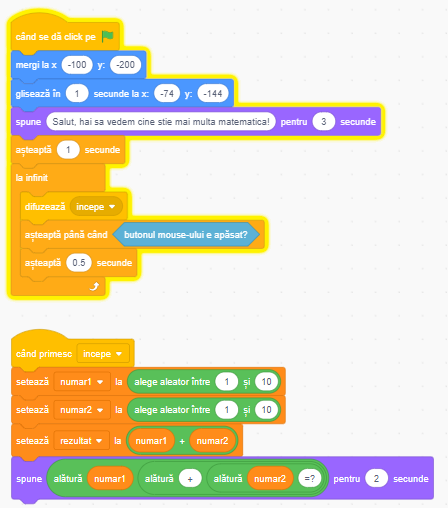 când se dă click pe
mergi la x -100 y: -200
glisează în 1 secunde la x: -74 y: -144
spune Salut, hai sa vedem cine stie mai multa matematica! pentru 3 secunde
așteaptă 1 secunde
la infinit
difuzează incepe
așteaptă până când butonul mouse-ului e apăsat?
așteaptă 0.5 secunde
când primesc incepe
setează numar1 la alege aleator între 1 și 10
setează numar2 la alege aleator între 1 și 10
setează rezultat la numar1 + numar2
spune alătură numar1 alătură + alătură numar2 =? pentru 2 secunde